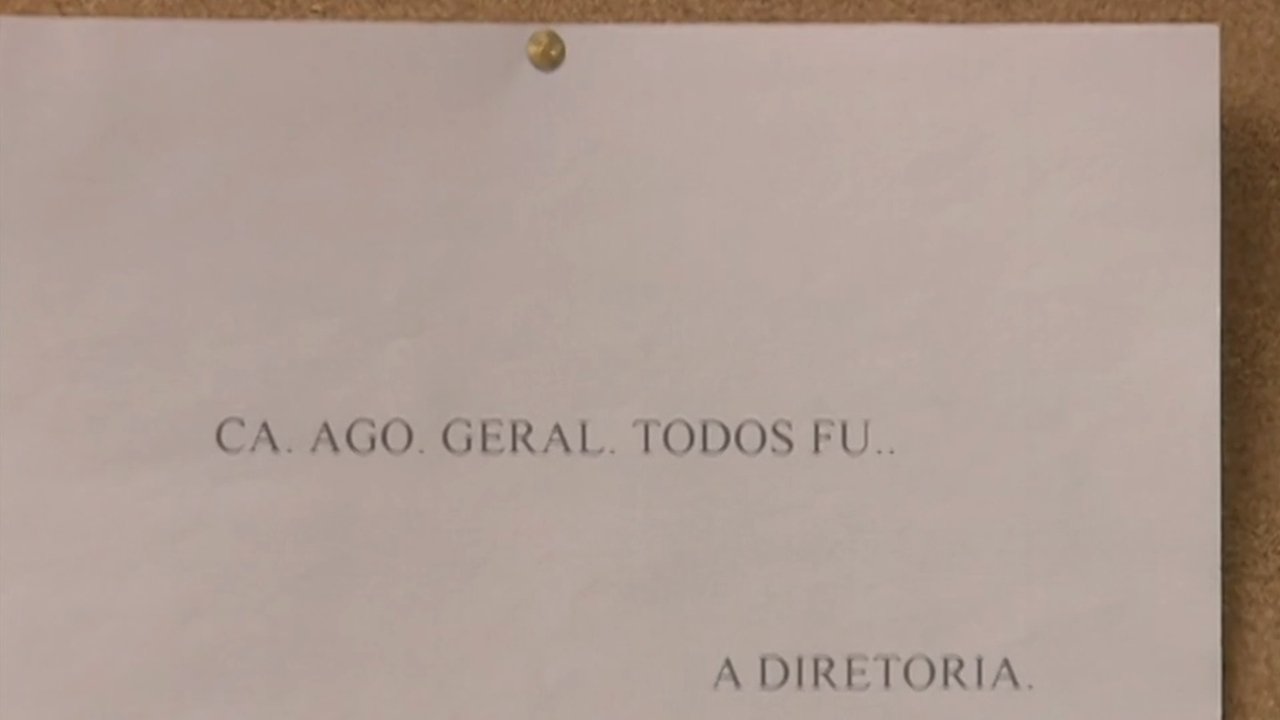 CA. AGO. GERAL. TODOS FU..
A DIRETORIA.